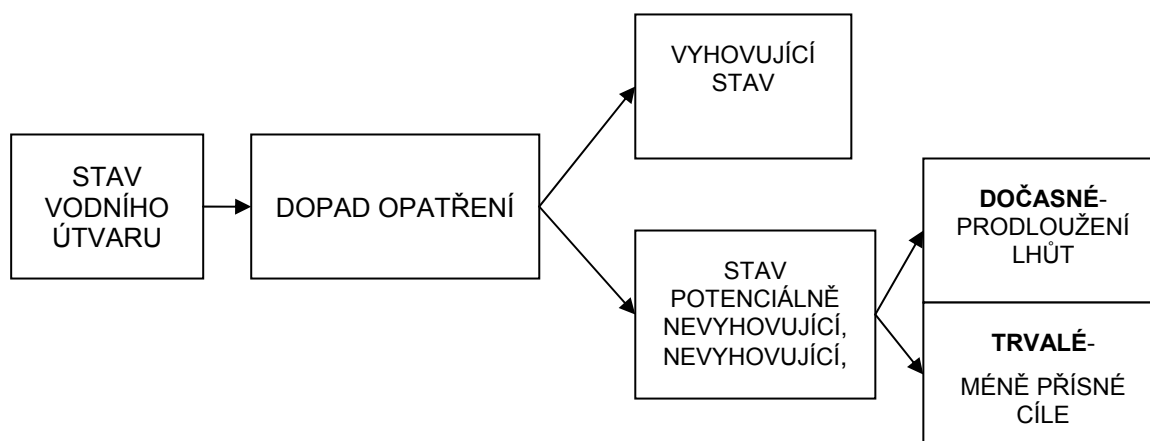 STAV
VODNÍHO
ÚTVARU
DOPAD OPATŘENÍ
VYHOVUJÍCÍ
STAV
STAV
POTENCIÁLNĚ
NEVYHOVUJÍCÍ,
NEVYHOVUJÍCÍ,
DOČASNÉ-
PRODLOUŽENÍ
LHŮT
TRVALÉ-
MÉNĚ PŘÍSNÉ
CÍLE